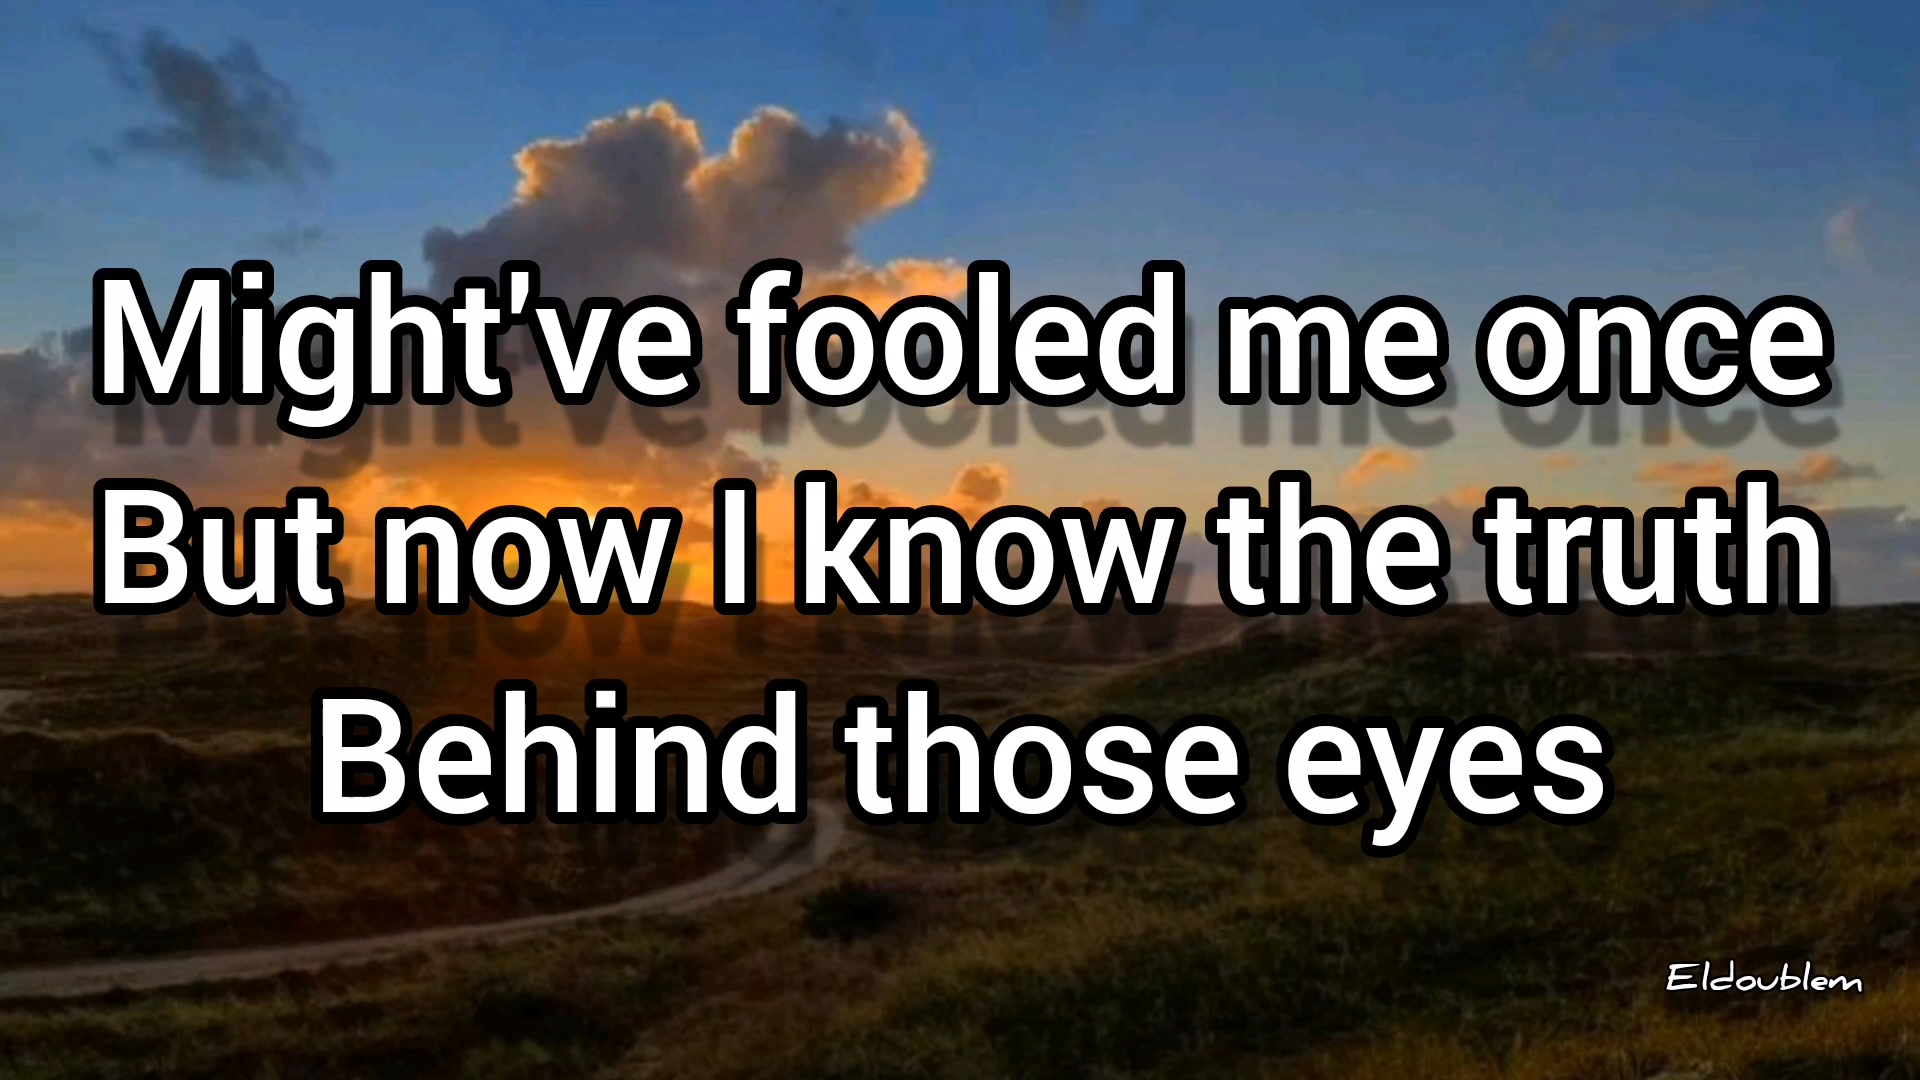 Might've fooled me once
But now I know the truth
Behind those eyes
Eldoublem